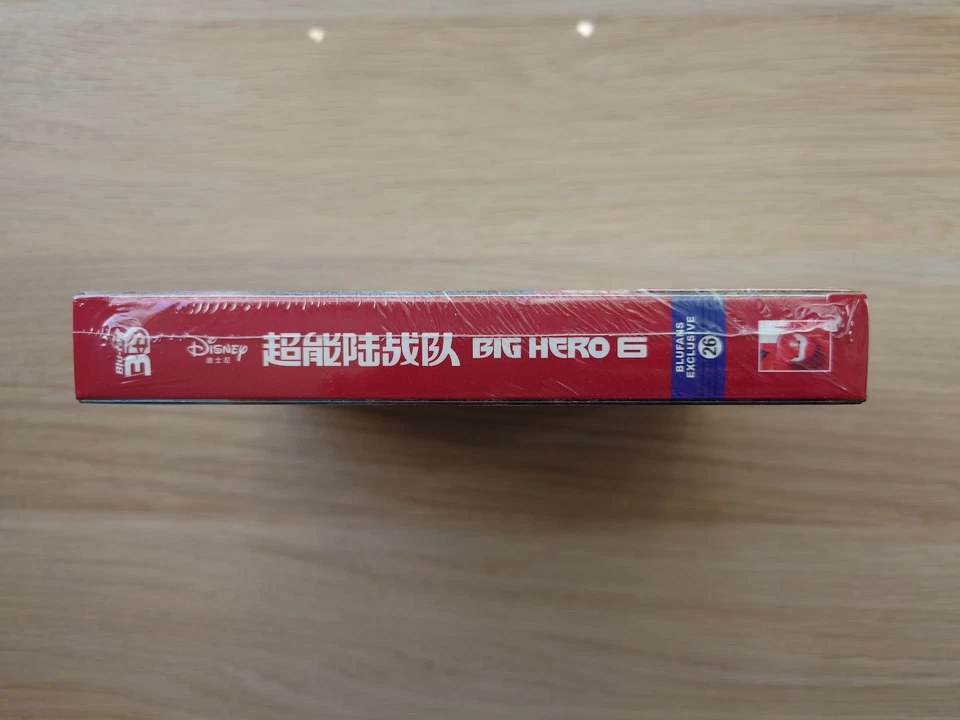 Blu-ray 3D
Disney
迪士尼
超能陆战队 BIG HERO 6
BLUFANS
EXCLUSIVE
26